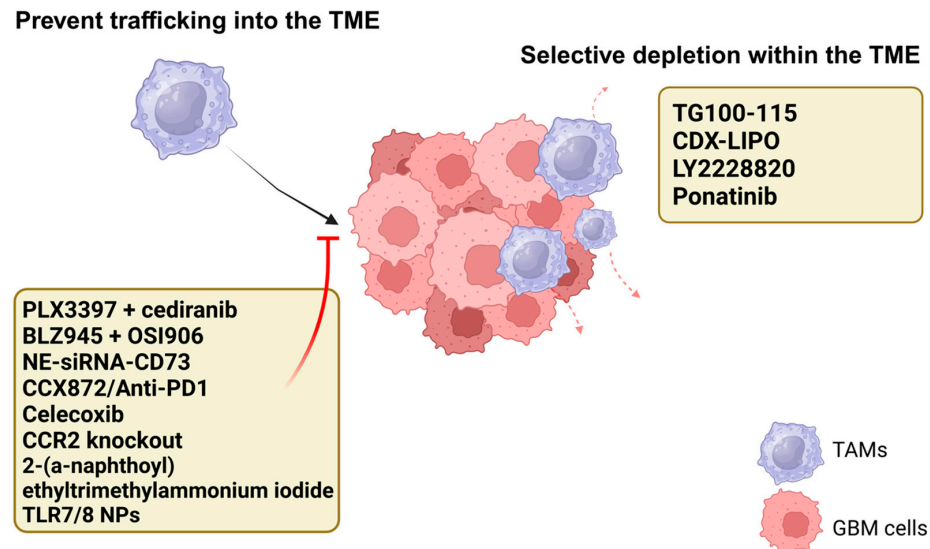 Prevent trafficking into the TME
Selective depletion within the TME
TG100-115
CDX-LIPO
LY2228820
Ponatinib
PLX3397 + cediranib
BLZ945 + OSI906
NE-siRNA-CD73
CCX872/Anti-PD1
Celecoxib
CCR2 knockout
2-(a-naphthoyl)
ethyltrimethylammonium iodide
TLR7/8 NPs
TAMs
GBM cells